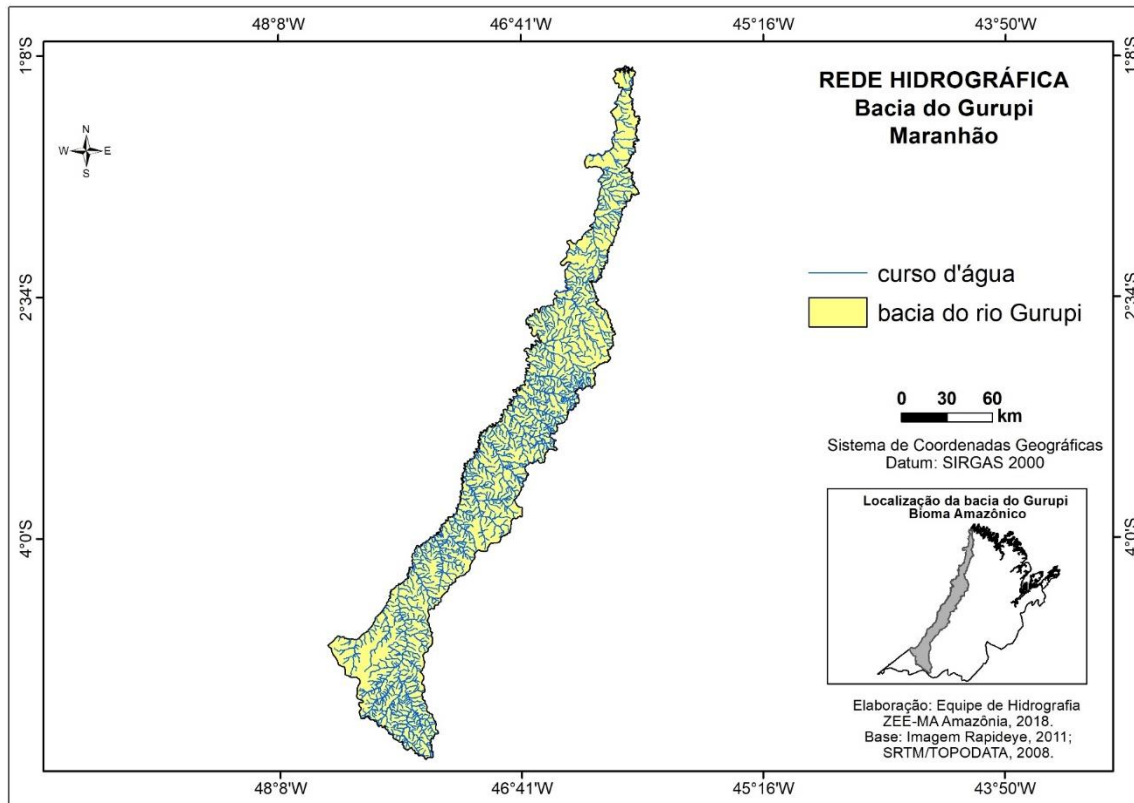 48°8'W 46°41'W 45°16'W 43°50'W
1°8'S 1°8'S
REDE HIDROGRÁFICA
Bacia do Gurupi
Maranhão
N
W E
S
2°34'S 2°34'S
curso d'água
bacia do rio Gurupi
0 30 60
km
Sistema de Coordenadas Geográficas
Datum: SIRGAS 2000
Localização da bacia do Gurupi
Bioma Amazônico
4°0'S 4°0'S
Elaboração: Equipe de Hidrografia
ZEE-MA Amazônia, 2018.
Base: Imagem Rapideye, 2011;
SRTM/TOPODATA, 2008.
48°8'W 46°41'W 45°16'W 43°50'W